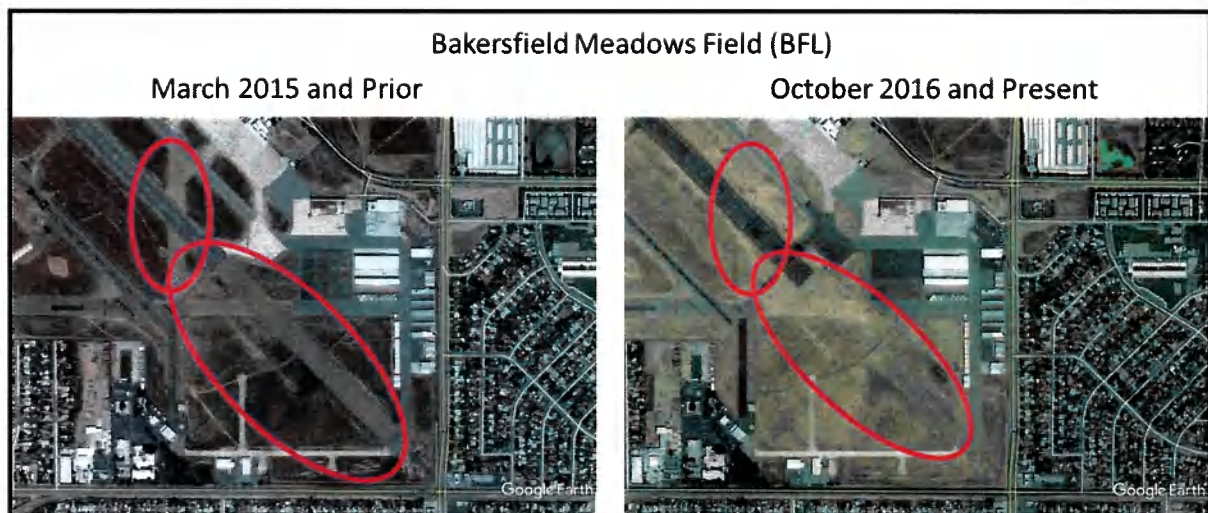 Bakersfield Meadows Field (BFL)
March 2015 and Prior
October 2016 and Present
Google Earth
Google Earth